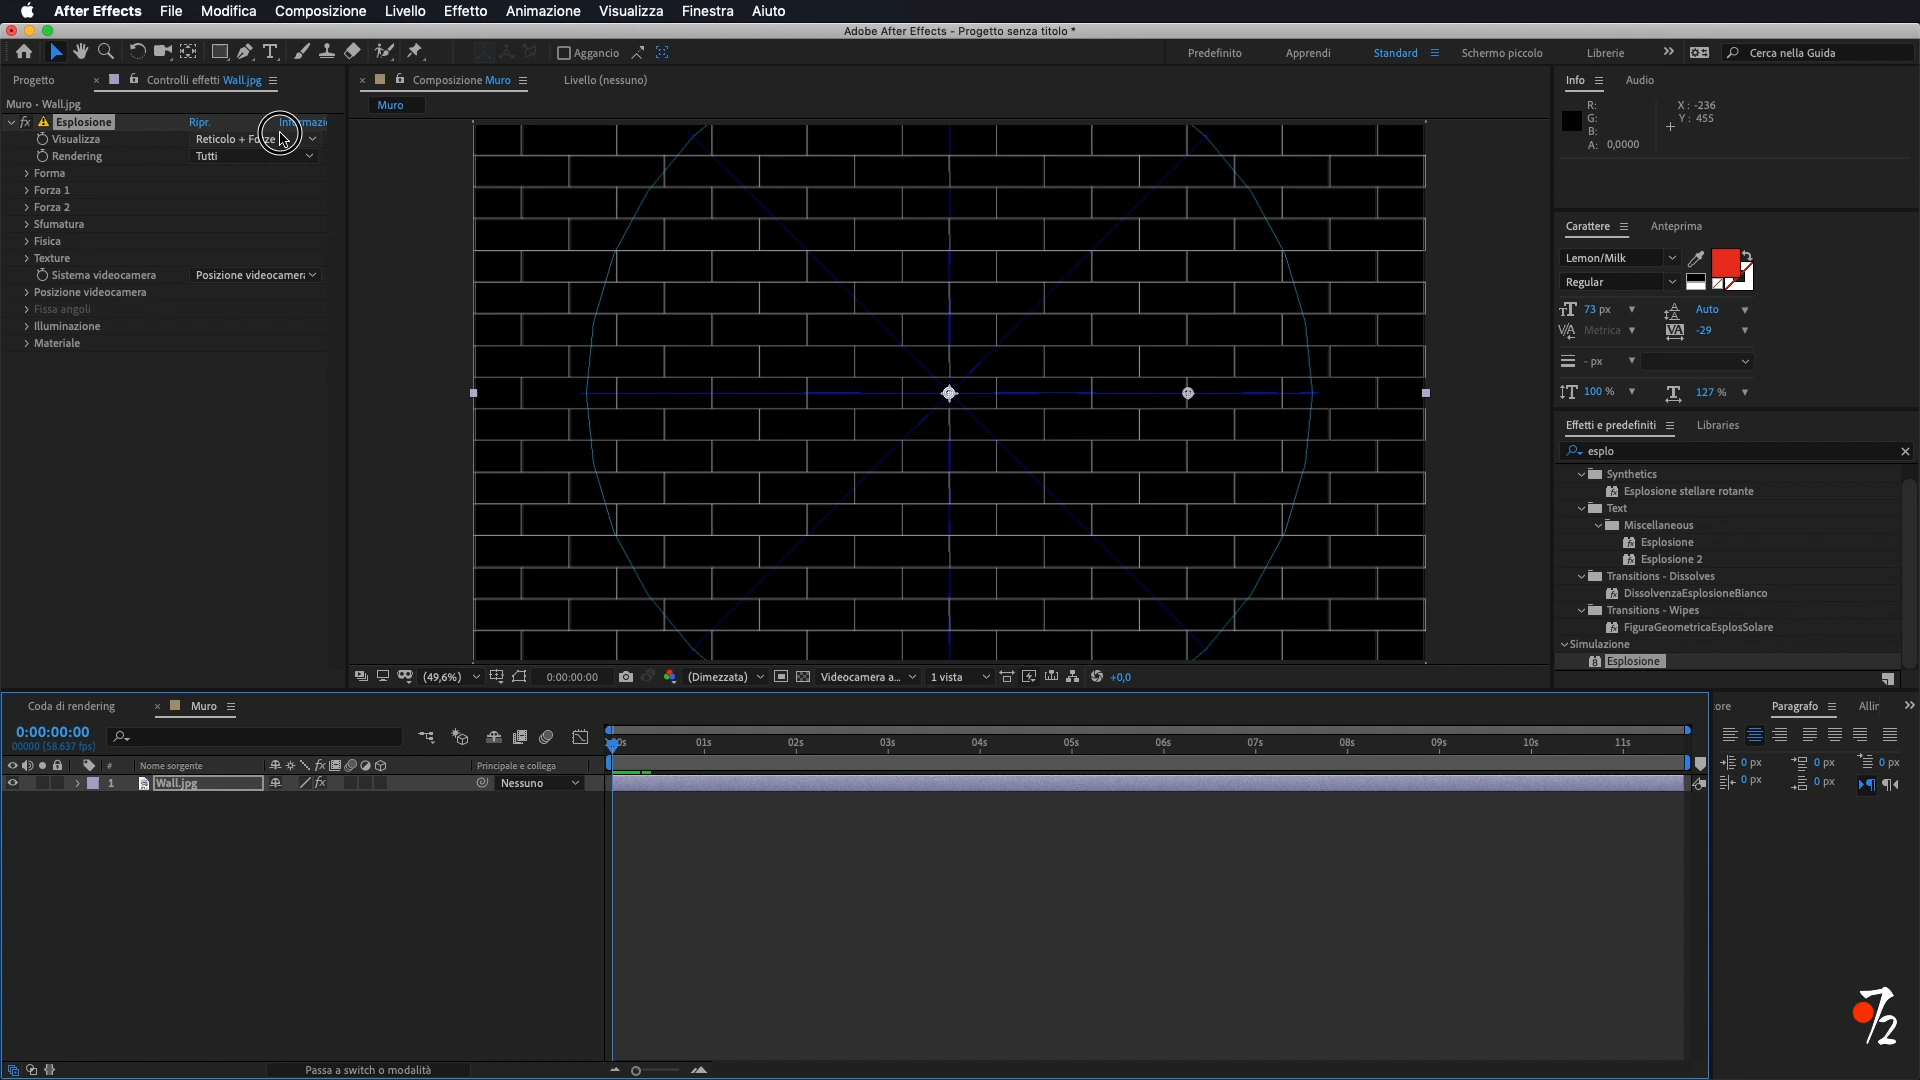 After Effects File Modifica Composizione Livello Effetto Animazione Visualizza Finestra Aiuto
Adobe After Effects - Progetto senza titolo *
Aggancio
Predefinito Apprendi Standard Schermo piccolo Librerie
Cerca nella Guida
Progetto
Controlli effetti Wall.jpg
Muro • Wall.jpg
Esplosione Ripr.
Visualizza Reticolo +
Rendering Tutti
Forma
Forza 1
Forza 2
Sfumatura
Fisica
Texture
Sistema videocamera Posizione videocamera
Posizione videocamera
Fissa angoli
Illuminazione
Materiale
Composizione Muro
Livello (nessuno)
Muro
(49,6%) 0:00:00:00 (Dimezzata) Videocamera a... 1 vista +0,0
Info Audio
R: X: -236
G: Y: 455
B:
A: 0,0000
Carattere Anteprima
Lemon/Milk
Regular
73 px Auto
Metrica -29
- px
100 % 127 %
Effetti e predefiniti Libraries
esplo
Synthetics
Esplosione stellare rotante
Text
Miscellaneous
Esplosione
Esplosione 2
Transitions - Dissolves
DissolvenzaEsplosioneBianco
Transitions - Wipes
FiguraGeometricaEsplosSolare
Simulazione
Esplosione
Coda di rendering Muro
0:00:00:00
00000 (58.637 fps)
01s 02s 03s 04s 05s 06s 07s 08s 09s 10s 11s
# Nome sorgente fx Principale e collega
1 Wall.jpg fx Nessuno
Passa a switch o modalità
ore Paragrafo Allir
0 px 0 px 0 px
0 px 0 px
7/2